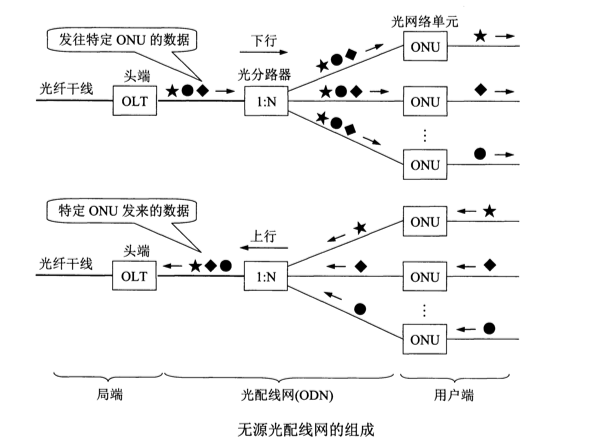 发往特定 ONU 的数据
下行
光网络单元
ONU
头端
光分路器
光纤干线
OLT
1:N
ONU
ONU
特定 ONU 发来的数据
上行
ONU
头端
光纤干线
OLT
1:N
ONU
ONU
局端
光配线网(ODN)
用户端
无源光配线网的组成